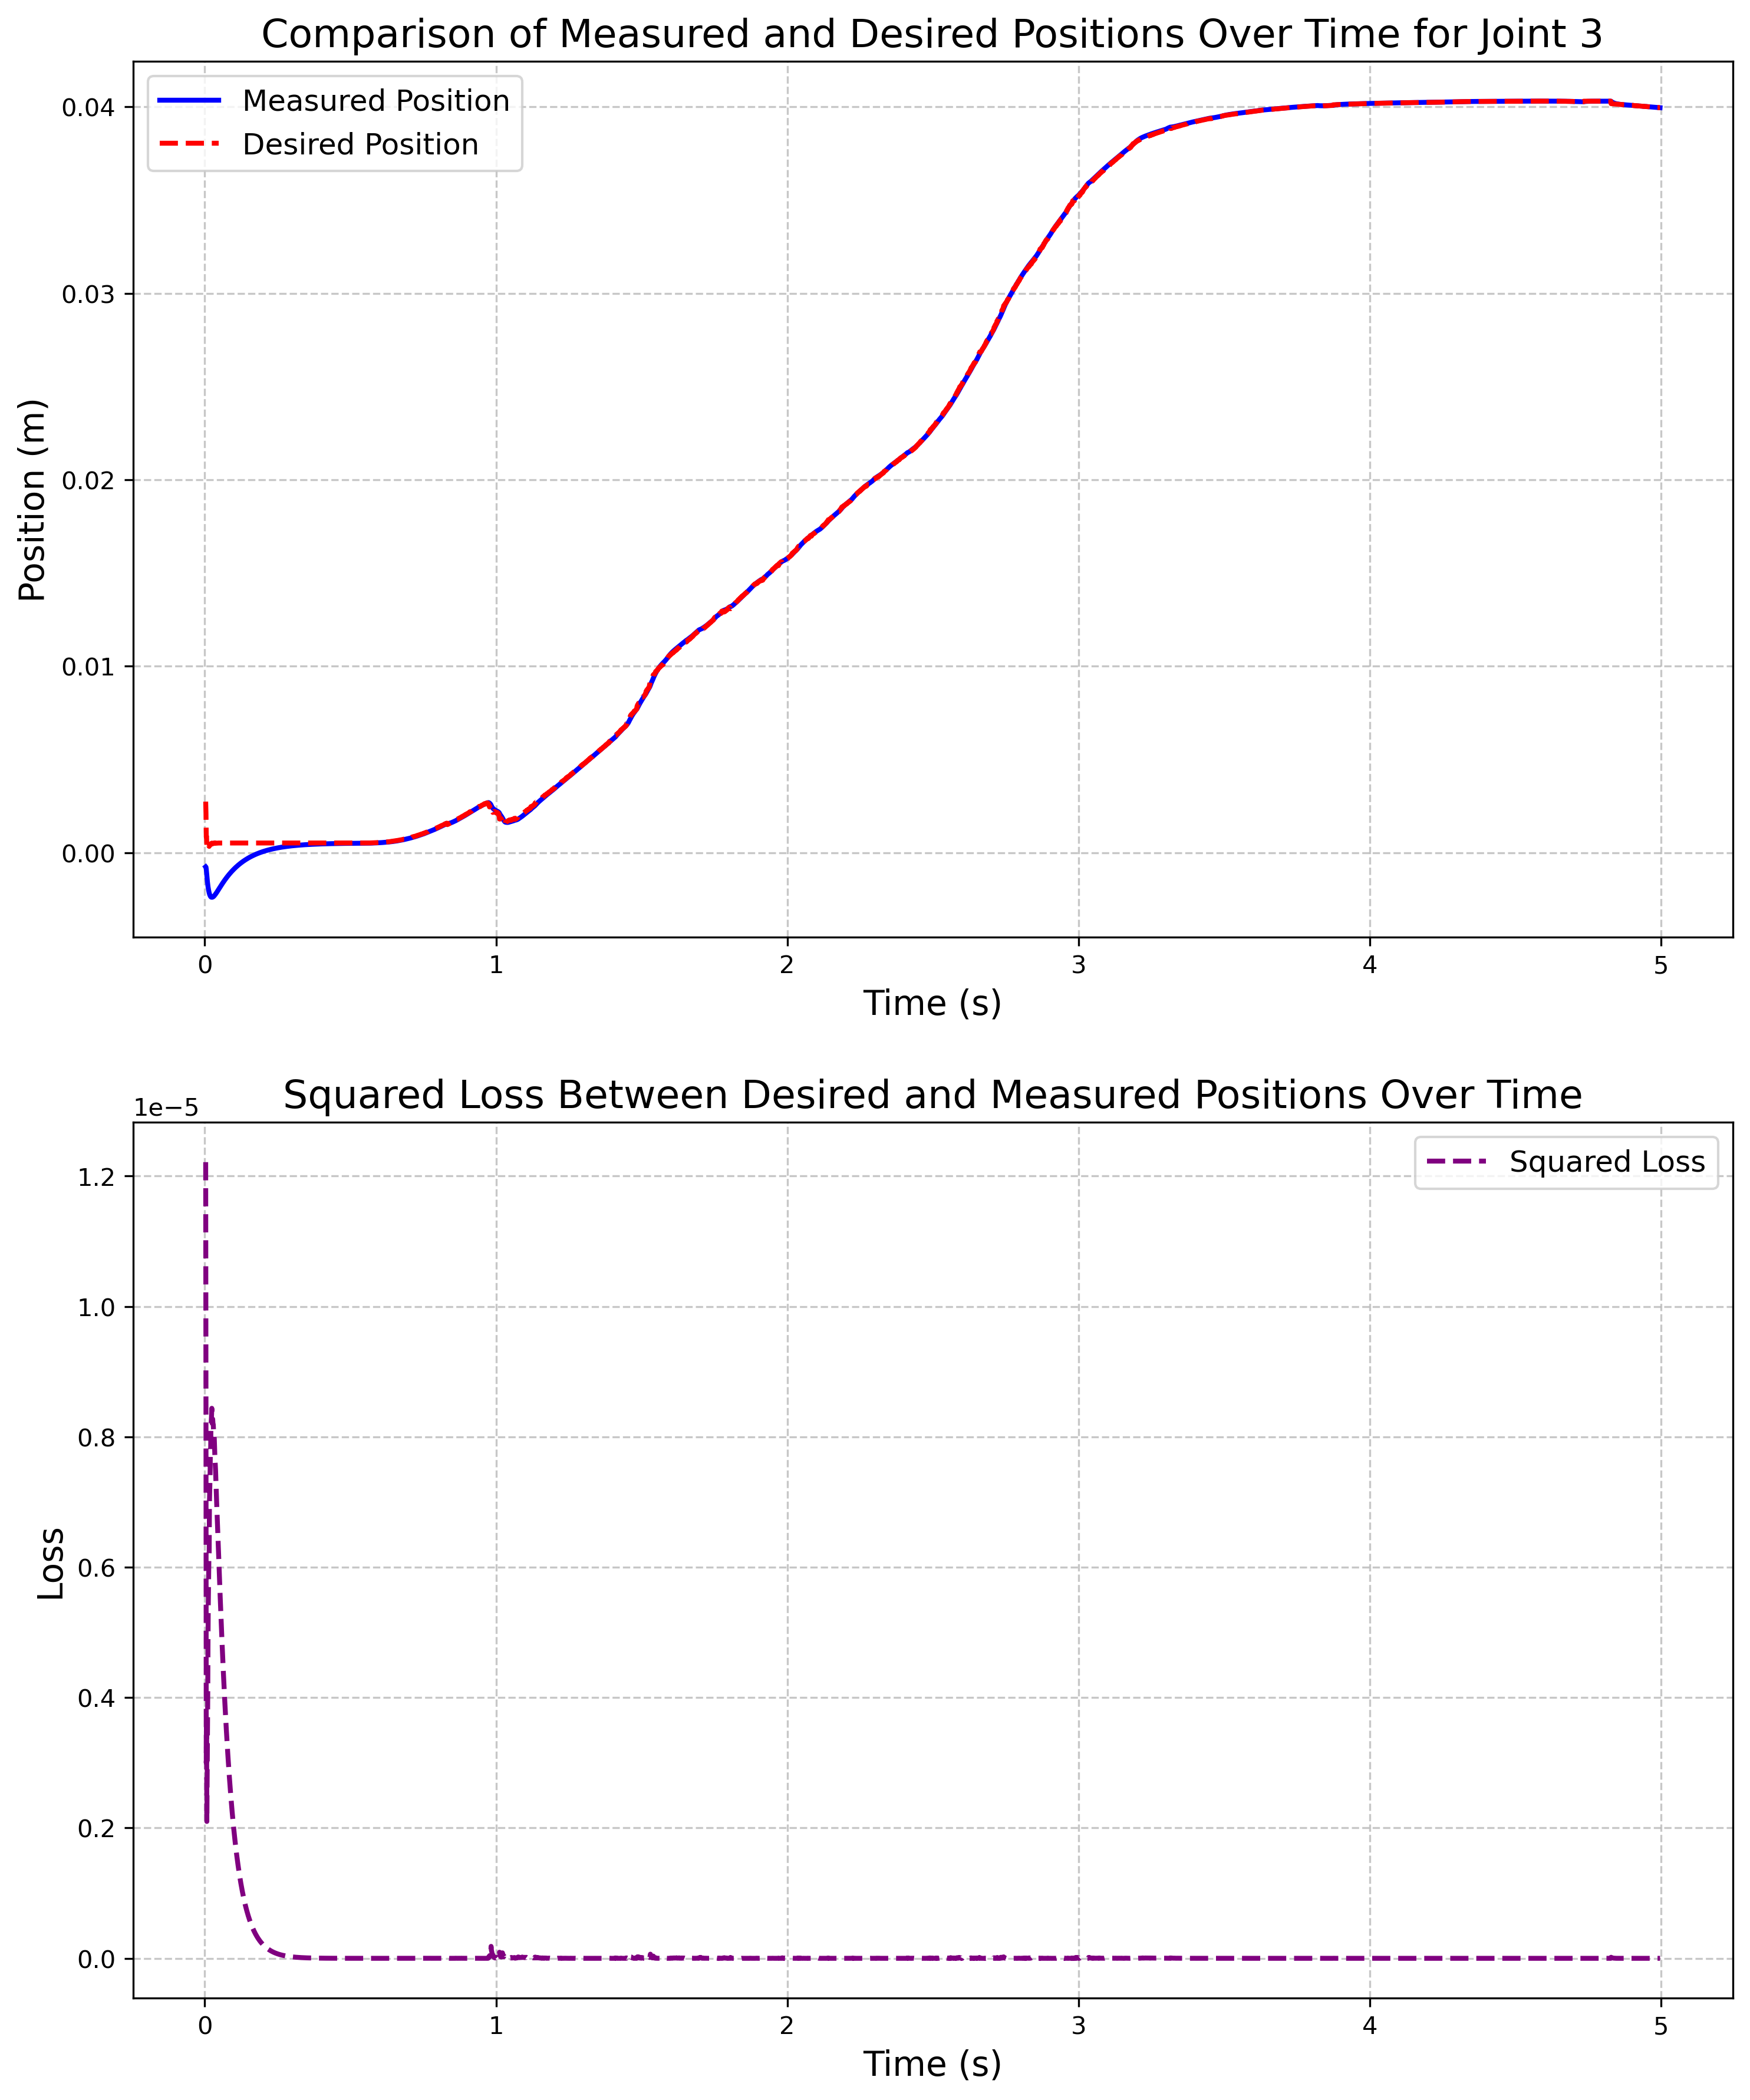 Comparison of Measured and Desired Positions Over Time for Joint 3
Measured Position
Desired Position
0.04
0.03
0.02
0.01
0.00
Position (m)
0 1 2 3 4 5
Time (s)
Squared Loss Between Desired and Measured Positions Over Time
1e−5
Squared Loss
1.2
1.0
0.8
0.6
0.4
0.2
0.0
Loss
0 1 2 3 4 5
Time (s)